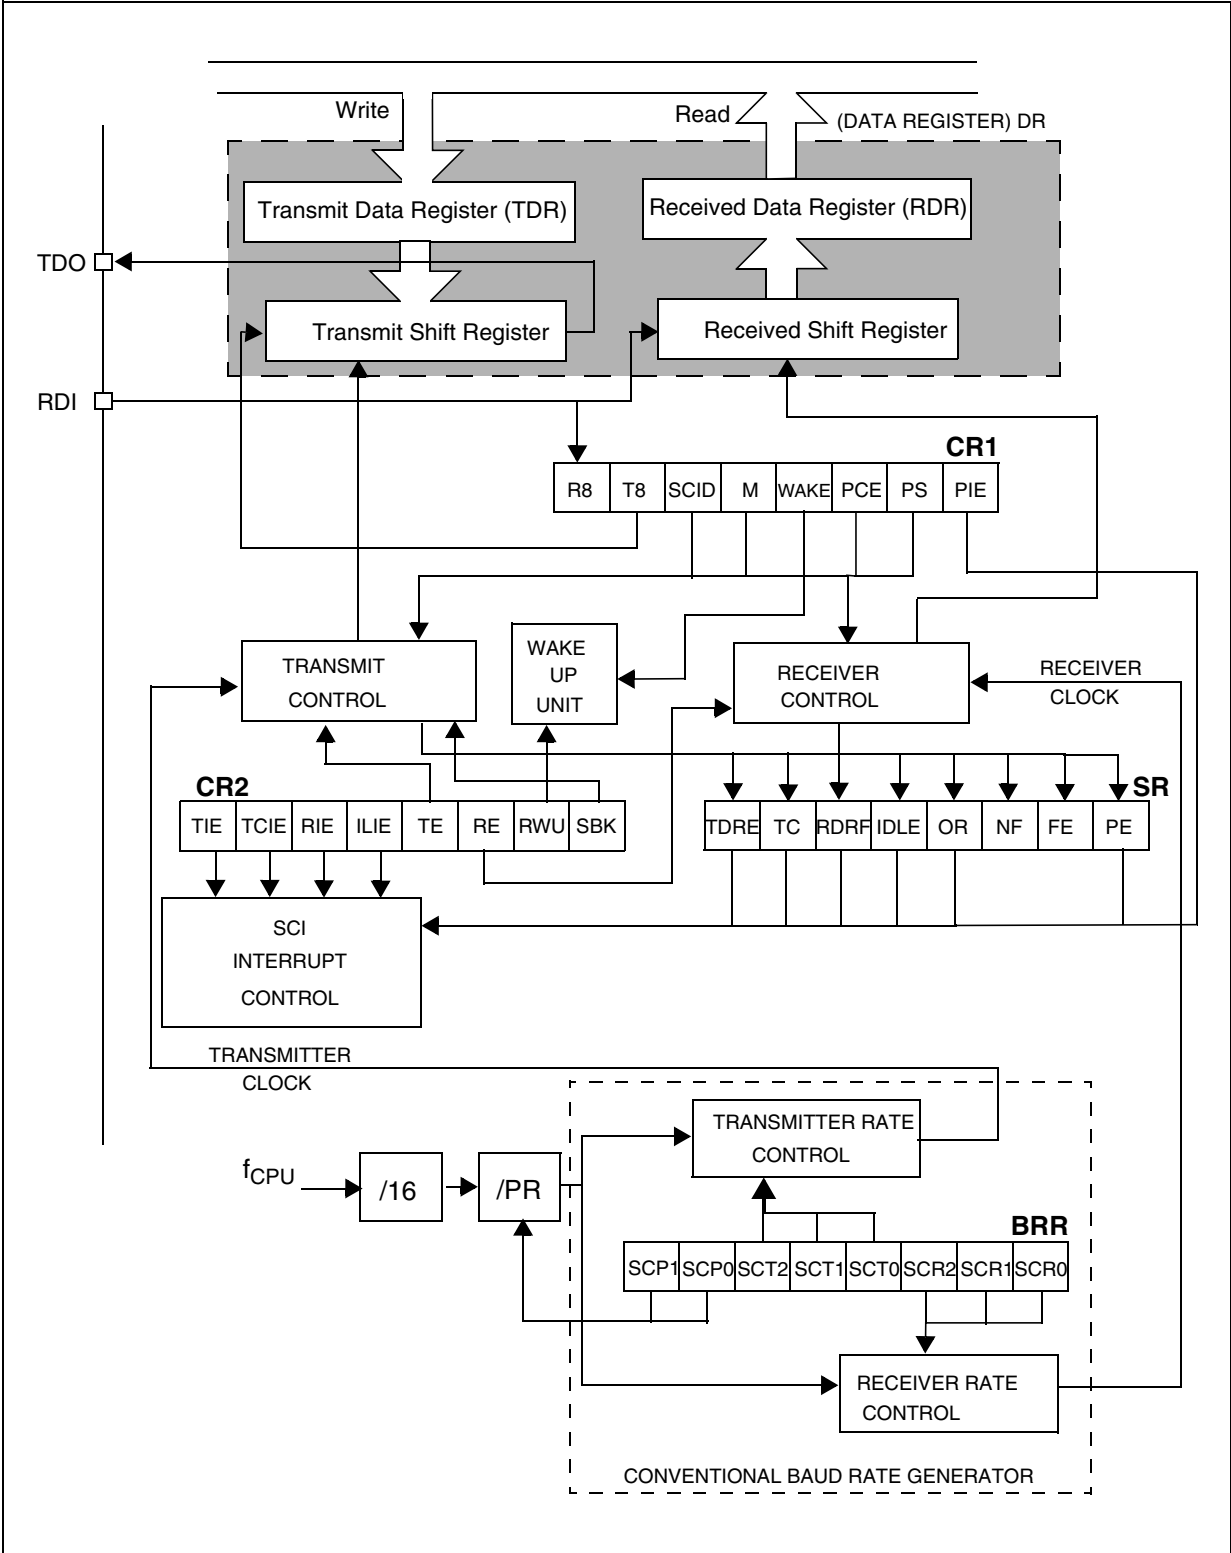 Write
Read
(DATA REGISTER) DR
Transmit Data Register (TDR)
Received Data Register (RDR)
TDO
Transmit Shift Register
Received Shift Register
RDI
CR1
R8 T8 SCID M WAKE PCE PS PIE
TRANSMIT
CONTROL
WAKE
UP
UNIT
RECEIVER
CONTROL
RECEIVER
CLOCK
CR2
SR
TIE TCIE RIE ILIE TE RE RWU SBK
TDRE TC RDRF IDLE OR NF FE PE
SCI
INTERRUPT
CONTROL
TRANSMITTER
CLOCK
TRANSMITTER RATE
CONTROL
fCPU
/16
/PR
BRR
SCP1 SCP0 SCT2 SCT1 SCT0 SCR2 SCR1 SCR0
RECEIVER RATE
CONTROL
CONVENTIONAL BAUD RATE GENERATOR